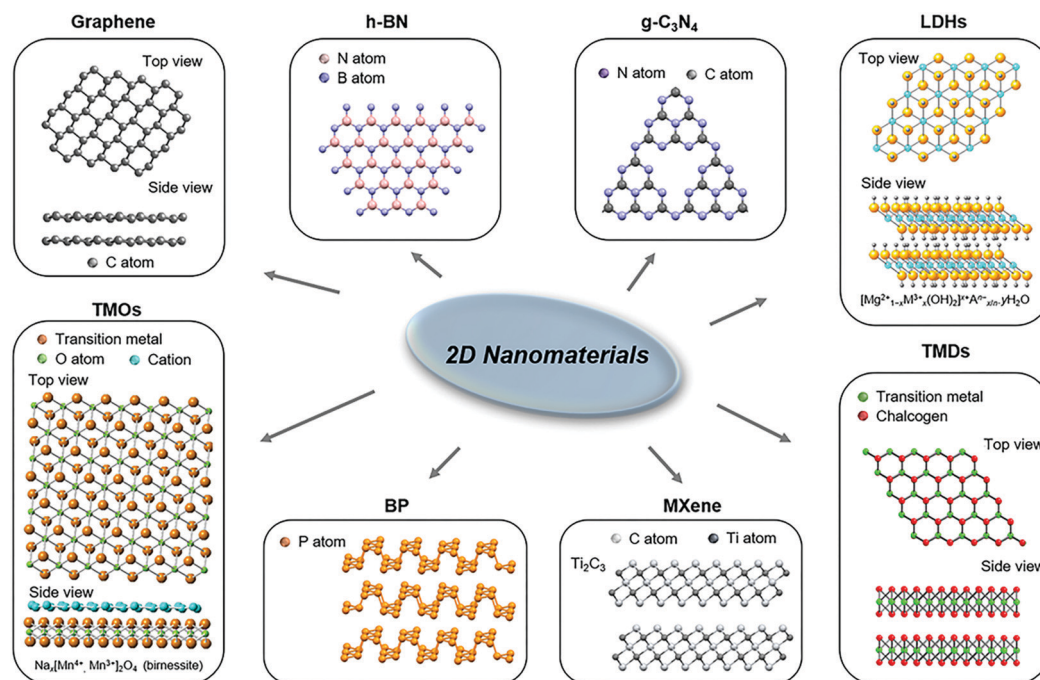 Graphene
Top view
Side view
C atom
h-BN
N atom
B atom
g-C₃N₄
N atom
C atom
LDHs
Top view
Side view
[Mg²⁺₁₋ₓM³⁺ₓ(OH)₂]ˣ⁺Aⁿ⁻ₓ/ₙ·yH₂O
TMOs
Transition metal
O atom
Cation
Top view
Side view
Naₓ[Mn⁴⁺, Mn³⁺]₂O₄ (birnessite)
2D Nanomaterials
BP
P atom
MXene
C atom
Ti atom
Ti₂C₃
TMDs
Transition metal
Chalcogen
Top view
Side view